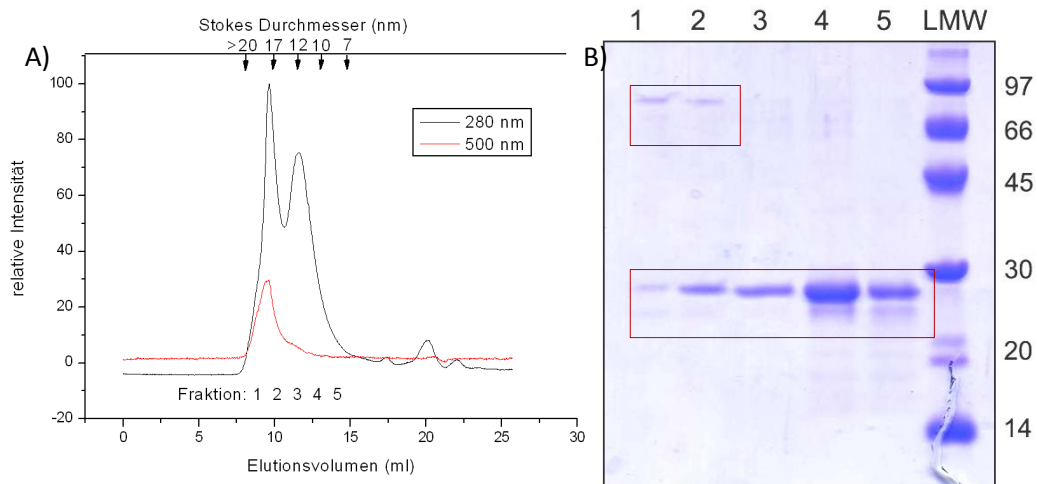 A)
Stokes Durchmesser (nm)
>20 17 12 10 7
100
80
60
40
20
0
-20
relative Intensität
280 nm
500 nm
Fraktion: 1 2 3 4 5
0 5 10 15 20 25 30
Elutionsvolumen (ml)
B)
1 2 3 4 5 LMW
97
66
45
30
20
14